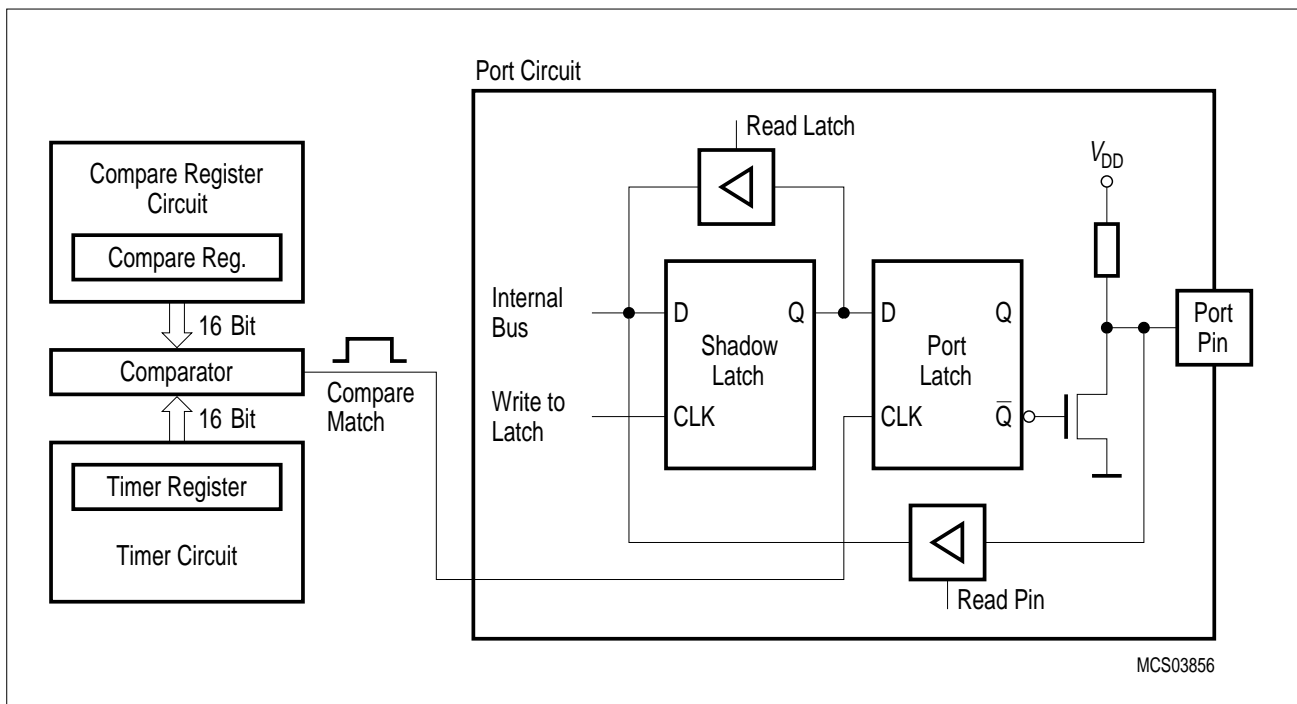 Port Circuit
Compare Register
Circuit
Compare Reg.
16 Bit
Comparator
16 Bit
Timer Register
Timer Circuit
Compare
Match
Read Latch
Internal
Bus
Write to
Latch
D
Q
Shadow
Latch
CLK
D
Q
Port
Latch
CLK
Q̅
V_DD
Port
Pin
Read Pin
MCS03856